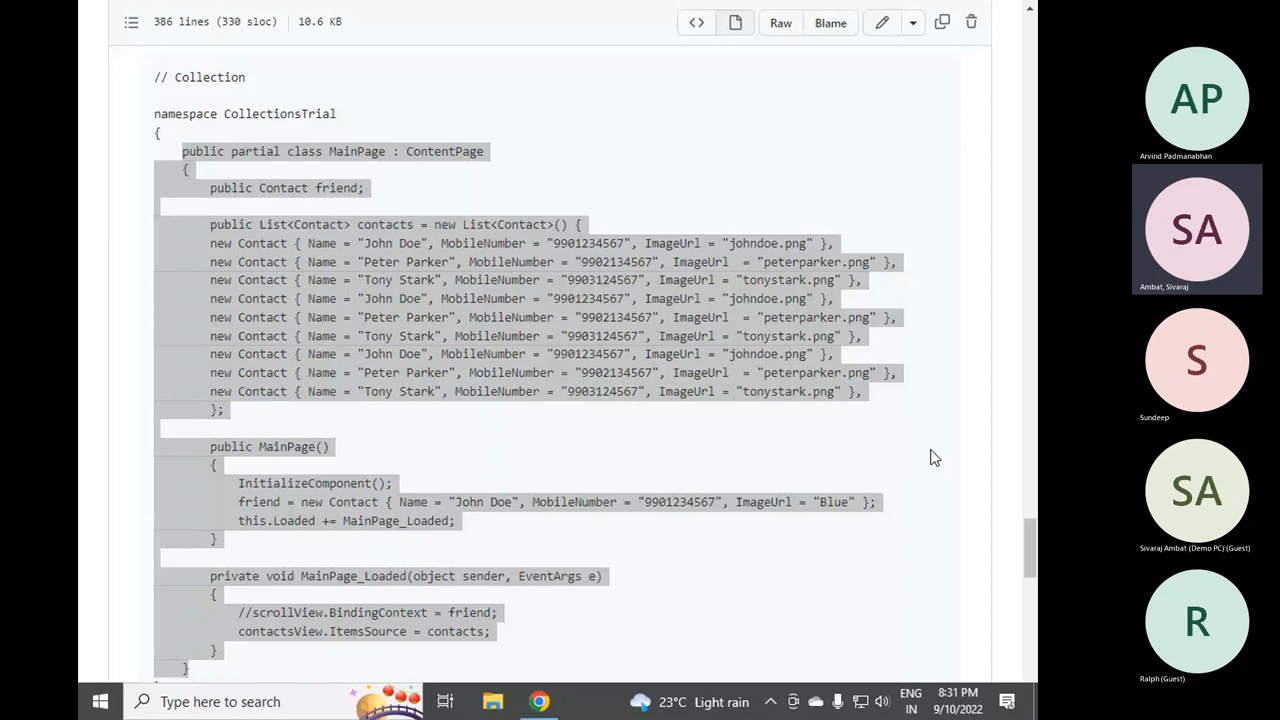 386 lines (330 sloc) 10.6 KB
Raw
Blame
// Collection
namespace CollectionsTrial
{
public partial class MainPage : ContentPage
{
public Contact friend;
public List<Contact> contacts = new List<Contact>() {
new Contact { Name = "John Doe", MobileNumber = "9901234567", ImageUrl = "johndoe.png" },
new Contact { Name = "Peter Parker", MobileNumber = "9902134567", ImageUrl  = "peterparker.png" },
new Contact { Name = "Tony Stark", MobileNumber = "9903124567", ImageUrl = "tonystark.png" },
new Contact { Name = "John Doe", MobileNumber = "9901234567", ImageUrl = "johndoe.png" },
new Contact { Name = "Peter Parker", MobileNumber = "9902134567", ImageUrl  = "peterparker.png" },
new Contact { Name = "Tony Stark", MobileNumber = "9903124567", ImageUrl = "tonystark.png" },
new Contact { Name = "John Doe", MobileNumber = "9901234567", ImageUrl = "johndoe.png" },
new Contact { Name = "Peter Parker", MobileNumber = "9902134567", ImageUrl  = "peterparker.png" },
new Contact { Name = "Tony Stark", MobileNumber = "9903124567", ImageUrl = "tonystark.png" },
};
public MainPage()
{
InitializeComponent();
friend = new Contact { Name = "John Doe", MobileNumber = "9901234567", ImageUrl = "Blue" };
this.Loaded += MainPage_Loaded;
}
private void MainPage_Loaded(object sender, EventArgs e)
{
//scrollView.BindingContext = friend;
contactsView.ItemsSource = contacts;
}
}
Type here to search
23°C Light rain
ENG
IN
8:31 PM
9/10/2022
AP
Arvind Padmanabhan
SA
Ambat, Sivaraj
S
Sundeep
SA
Sivaraj Ambat (Demo PC) (Guest)
R
Ralph (Guest)